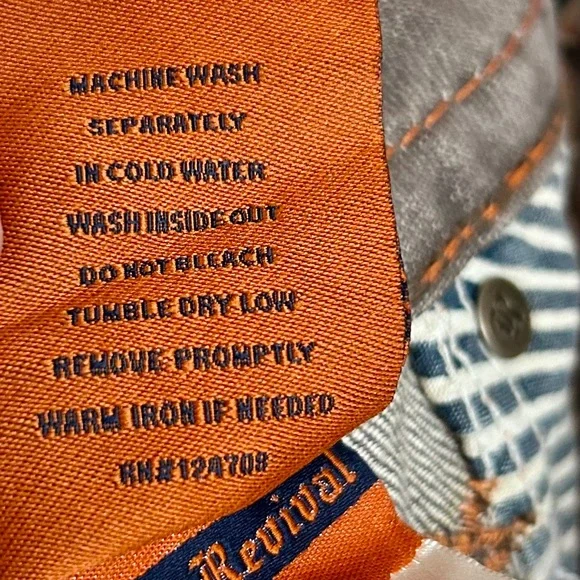 MACHINE WASH
SEPARATELY
IN COLD WATER
WASH INSIDE OUT
DO NOT BLEACH
TUMBLE DRY LOW
REMOVE PROMPTLY
WARM IRON IF NEEDED
RN#124709
Revival